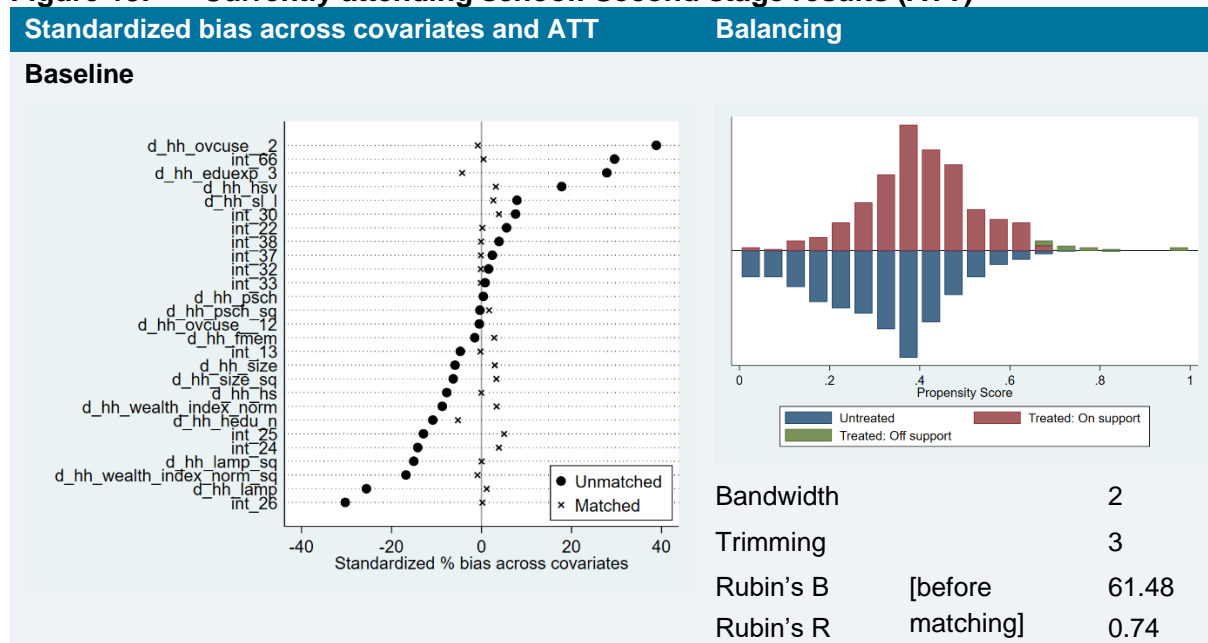 Standardized bias across covariates and ATT Balancing
Baseline
d_hh_ovcuse__2
int_66
d_hh_eduexp_3
d_hh_hsv
d_hh_sl_l
int_30
int_22
int_38
int_37
int_32
int_33
d_hh_psch
d_hh_psch_sq
d_hh_ovcuse__12
d_hh_fmem
int_13
d_hh_size
d_hh_size_sq
d_hh_hs
d_hh_wealth_index_norm
d_hh_hedu_n
int_25
int_24
d_hh_lamp_sq
d_hh_wealth_index_norm_sq
d_hh_lamp
int_26
Unmatched
Matched
-40 -20 0 20 40
Standardized % bias across covariates
0 .2 .4 .6 .8 1
Propensity Score
Untreated Treated: On support
Treated: Off support
Bandwidth 2
Trimming 3
Rubin’s B [before 61.48
Rubin’s R matching] 0.74